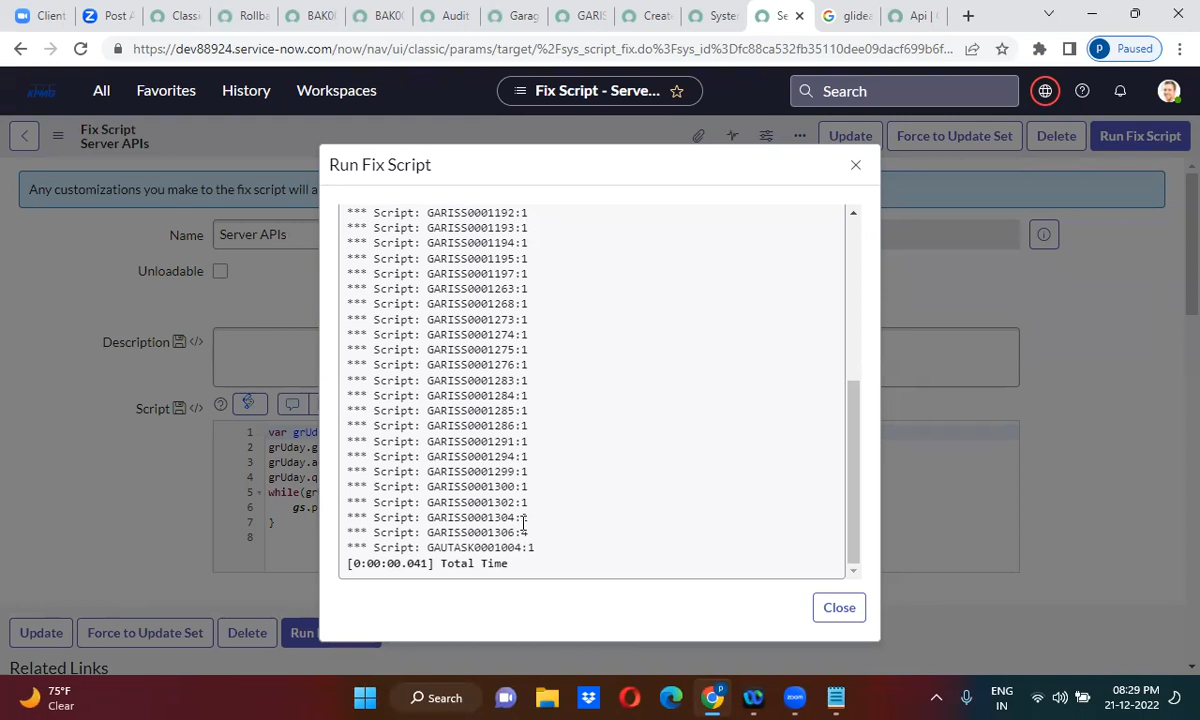 Client
Post A
Classi
Rollba
BAK00
BAK00
Audit
Garag
GARIS
Create
Syster
Se
glidea
Api | (
https://dev88924.service-now.com/now/nav/ui/classic/params/target/%2Fsys_script_fix.do%3Fsys_id%3Dfc88ca532fb35110dee09dacf699b6f...
Paused
KPMG
All
Favorites
History
Workspaces
Fix Script - Serve...
Search
Fix Script
Server APIs
Update
Force to Update Set
Delete
Run Fix Script
Any customizations you make to the fix script will a
Name
Server APIs
Unloadable
Description
Script
1 var grUd
2 grUday.g
3 grUday.a
4 grUday.q
5 while(gr
6 gs.p
7 }
8
Run Fix Script
*** Script: GARISS0001192:1
*** Script: GARISS0001193:1
*** Script: GARISS0001194:1
*** Script: GARISS0001195:1
*** Script: GARISS0001197:1
*** Script: GARISS0001263:1
*** Script: GARISS0001268:1
*** Script: GARISS0001273:1
*** Script: GARISS0001274:1
*** Script: GARISS0001275:1
*** Script: GARISS0001276:1
*** Script: GARISS0001283:1
*** Script: GARISS0001284:1
*** Script: GARISS0001285:1
*** Script: GARISS0001286:1
*** Script: GARISS0001291:1
*** Script: GARISS0001294:1
*** Script: GARISS0001299:1
*** Script: GARISS0001300:1
*** Script: GARISS0001302:1
*** Script: GARISS0001304:
*** Script: GARISS0001306:4
*** Script: GAUTASK0001004:1
[0:00:00.041] Total Time
Close
Update
Force to Update Set
Delete
Run
Related Links
75°F
Clear
Search
ENG
IN
08:29 PM
21-12-2022